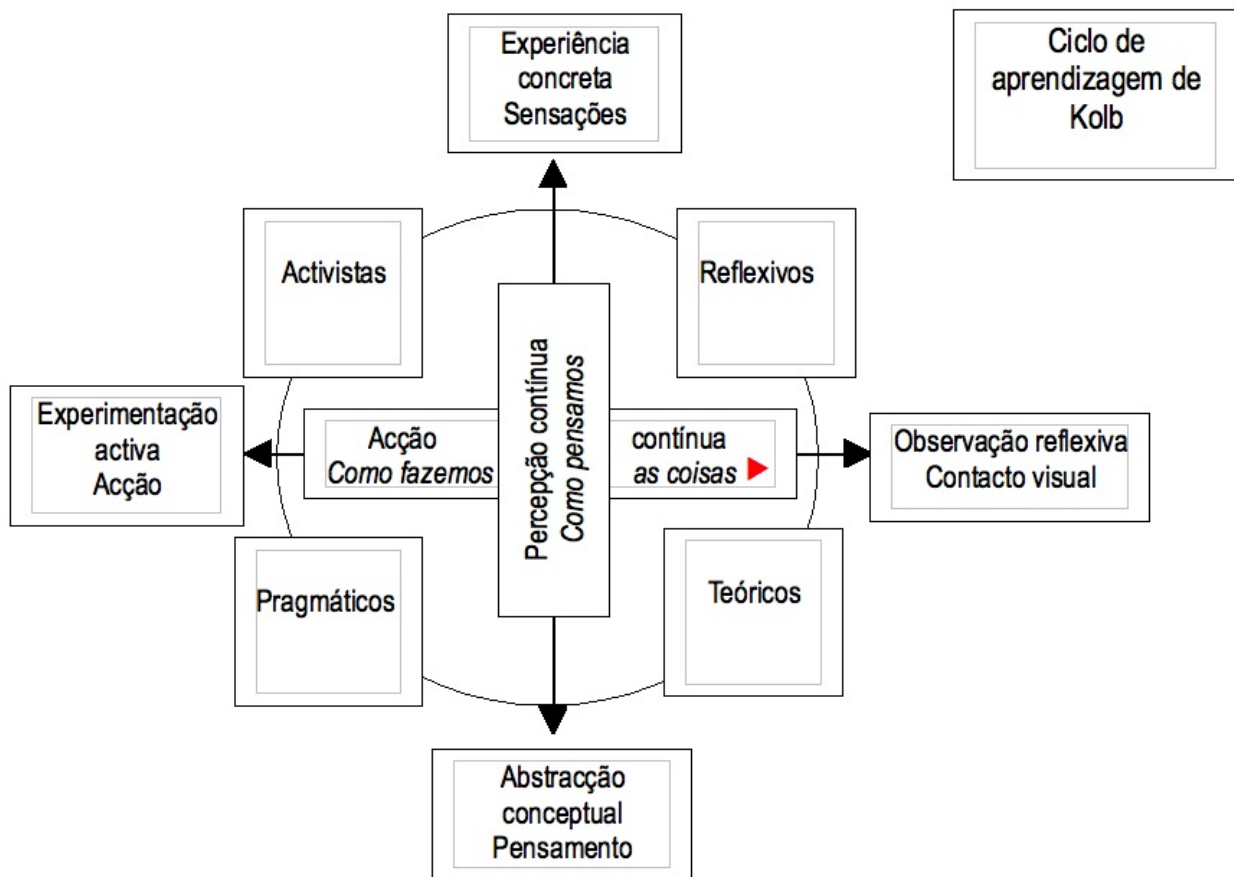 Experiência
concreta
Sensações
Ciclo de
aprendizagem de
Kolb
Activistas
Reflexivos
Percepção contínua
Como pensamos
Experimentação
activa
Acção
Acção contínua
Como fazemos as coisas
Observação reflexiva
Contacto visual
Pragmáticos
Teóricos
Abstracção
conceptual
Pensamento